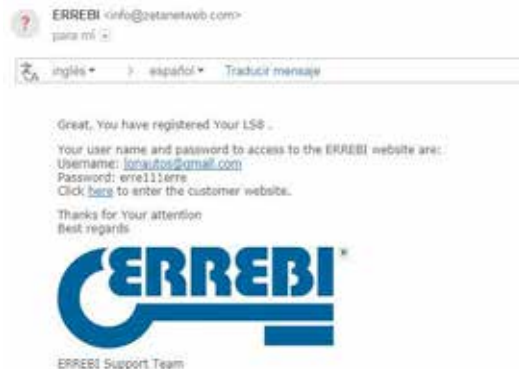 ERREBI <info@zetanetweb.com>
para mí
inglés > español Traducir mensaje
Great, You have registered Your LS8 .
Your user name and password to access to the ERREBI website are:
Username: lonautos@gmail.com
Password: erre111erre
Click here to enter the customer website.
Thanks for Your attention
Best regards
ERREBI
ERREBI Support Team